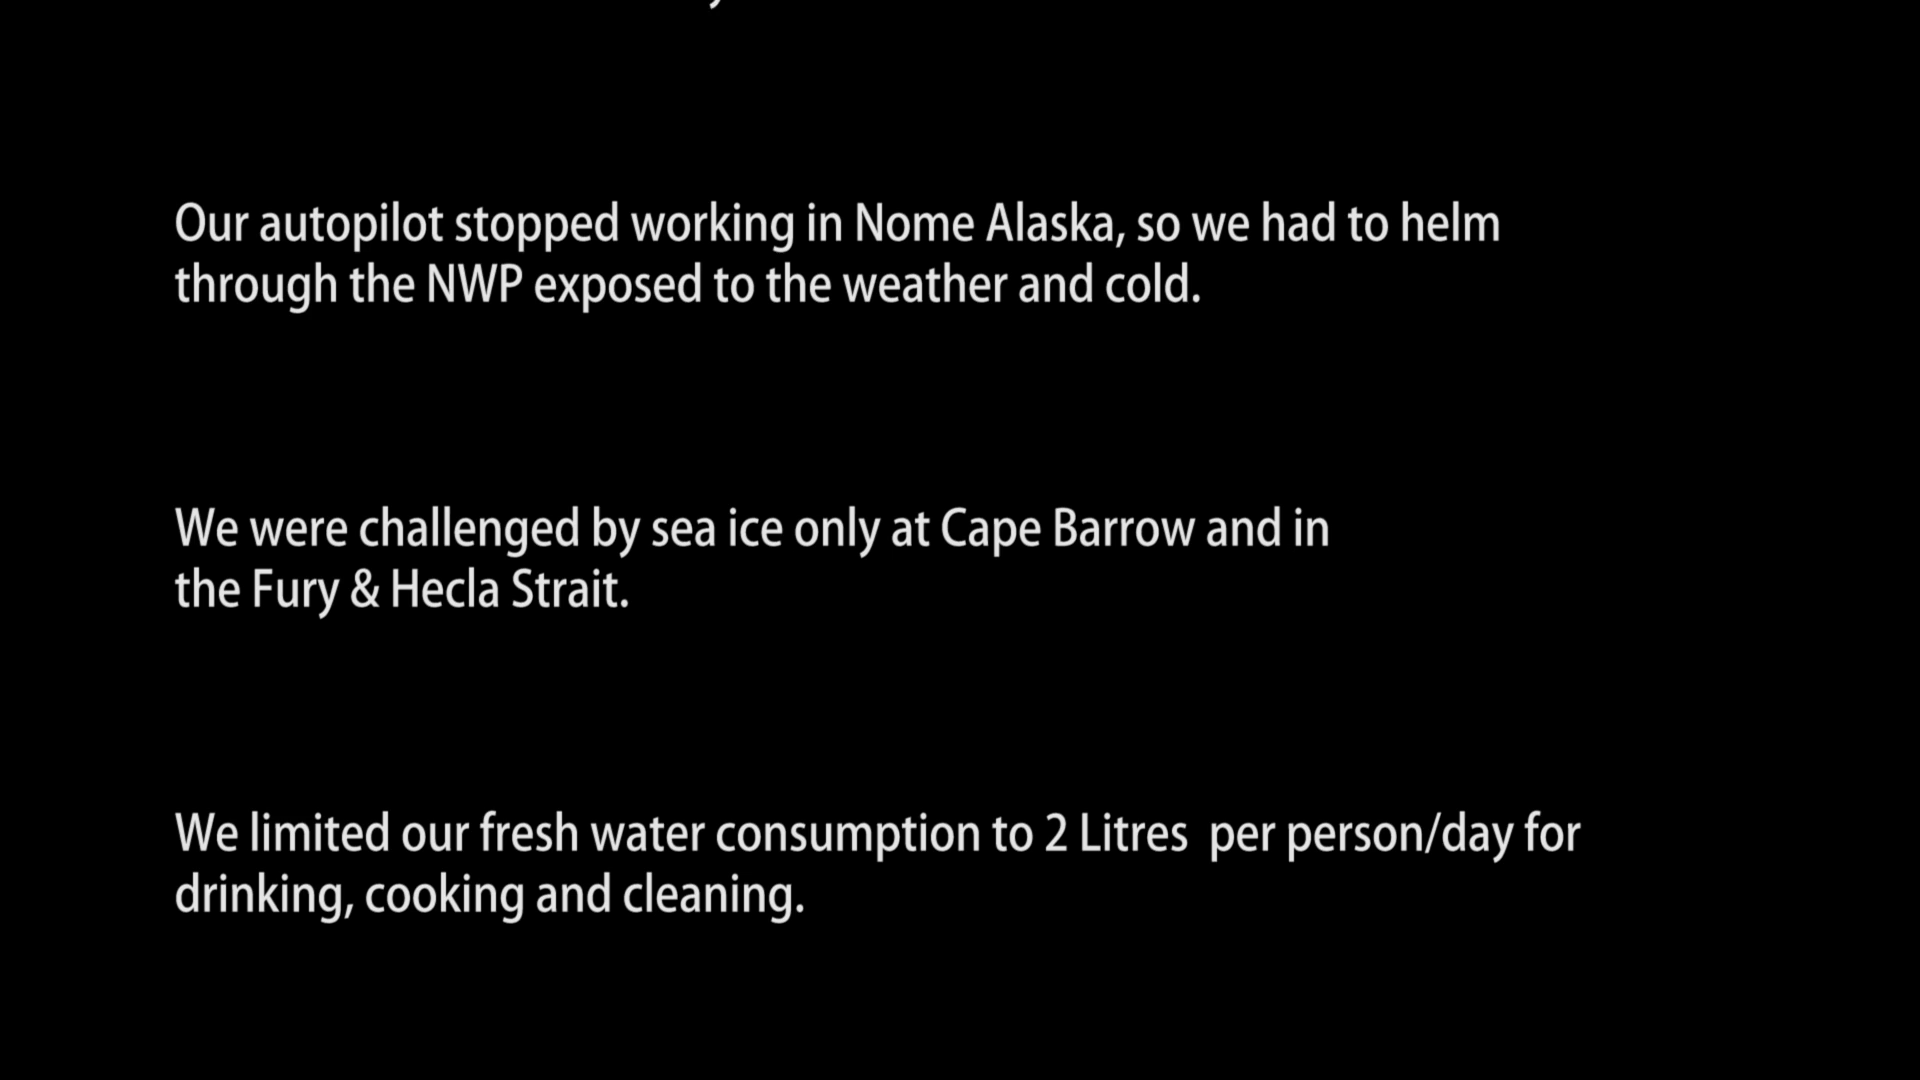 Our autopilot stopped working in Nome Alaska, so we had to helm
through the NWP exposed to the weather and cold.
We were challenged by sea ice only at Cape Barrow and in
the Fury & Hecla Strait.
We limited our fresh water consumption to 2 Litres  per person/day for
drinking, cooking and cleaning.